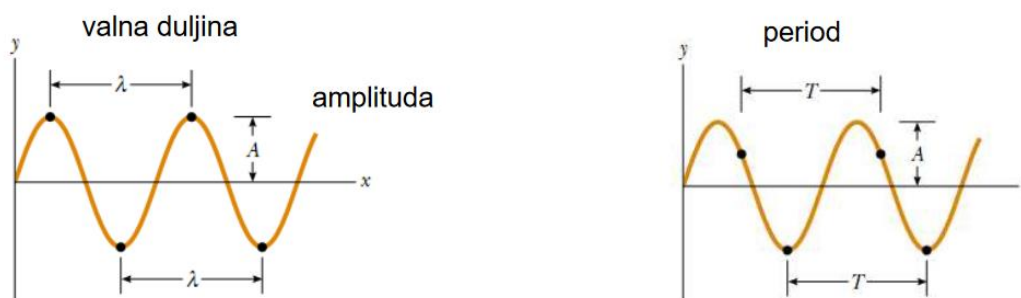 valna duljina
y
λ
amplituda
A
x
λ
period
y
T
A
T